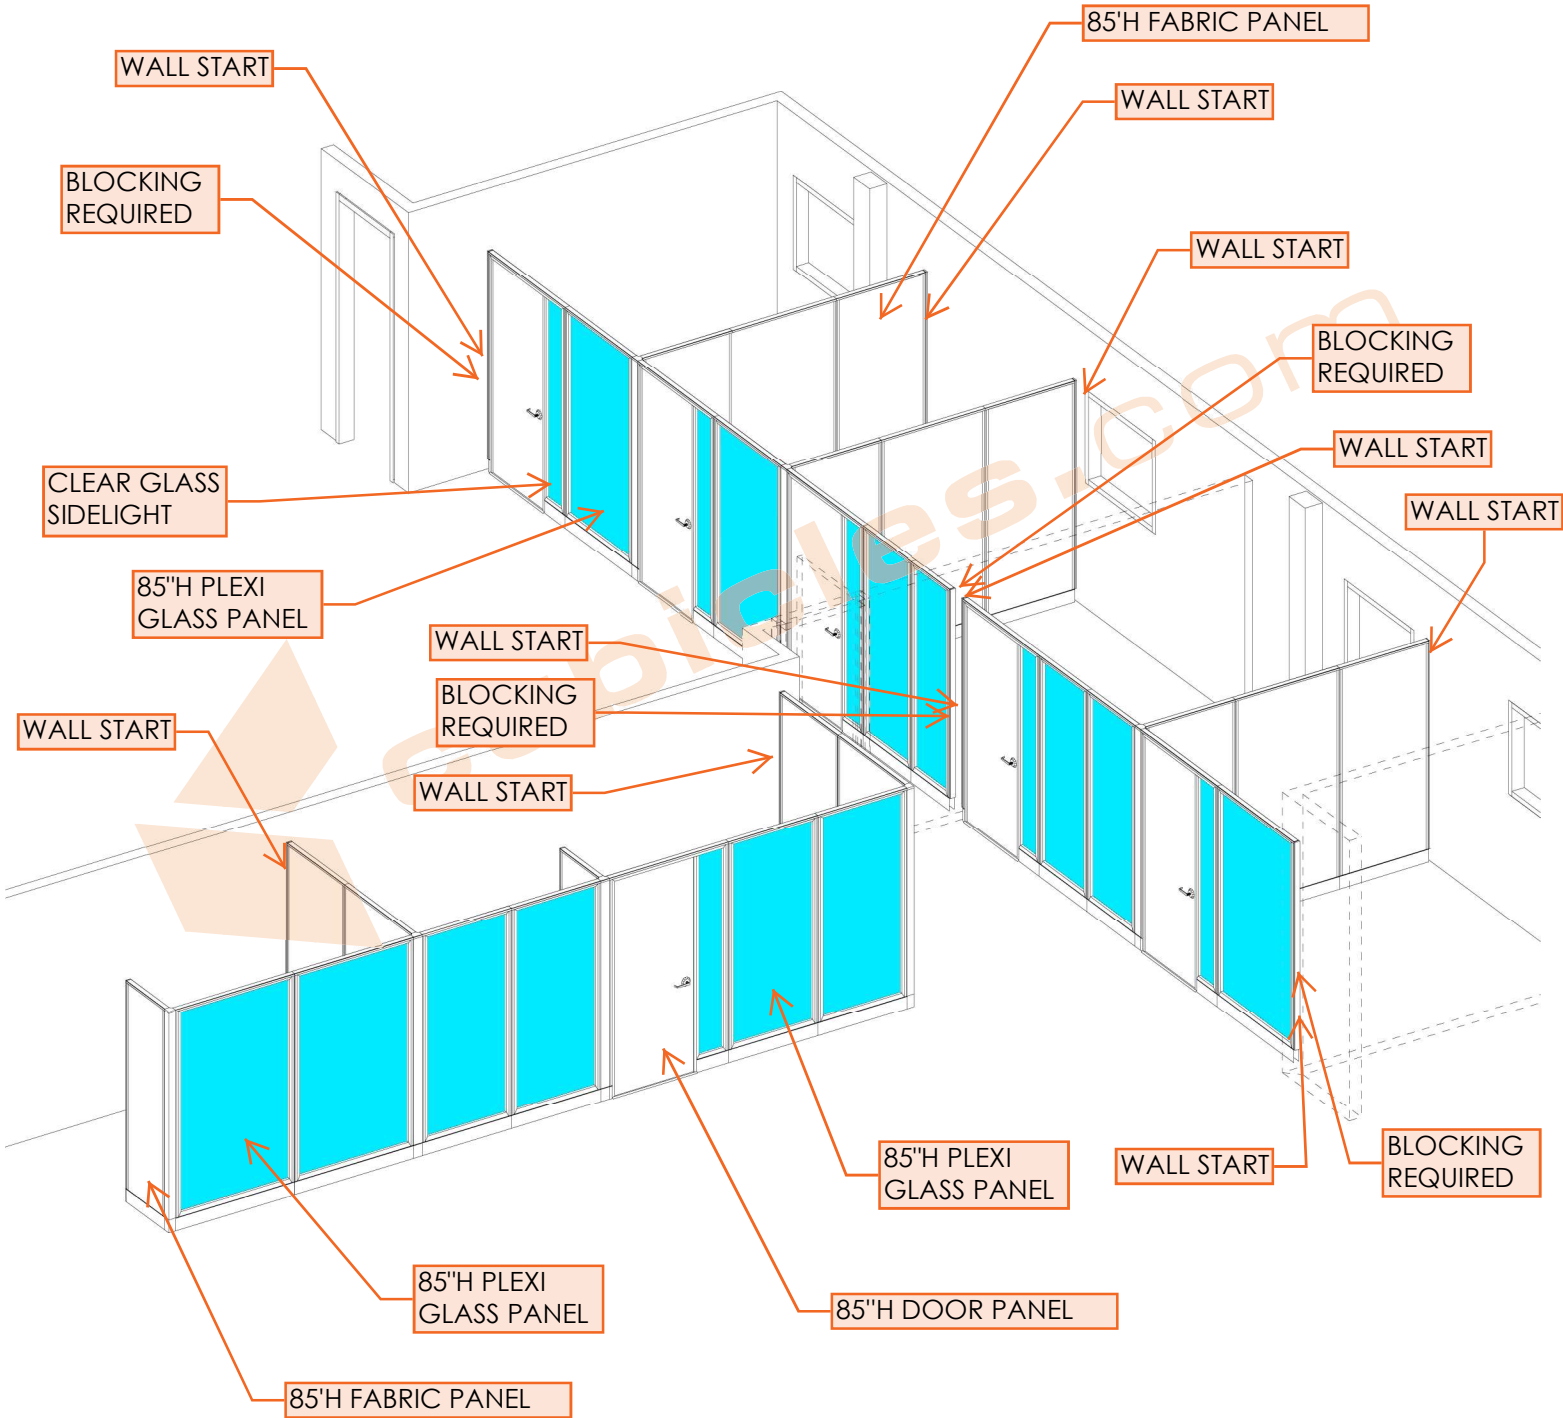 85'H FABRIC PANEL
WALL START
WALL START
BLOCKING
REQUIRED
WALL START
BLOCKING
REQUIRED
WALL START
CLEAR GLASS
SIDELIGHT
WALL START
85"H PLEXI
GLASS PANEL
WALL START
BLOCKING
REQUIRED
WALL START
WALL START
cubicles.com
85"H PLEXI
GLASS PANEL
WALL START
BLOCKING
REQUIRED
85"H PLEXI
GLASS PANEL
85"H DOOR PANEL
85'H FABRIC PANEL